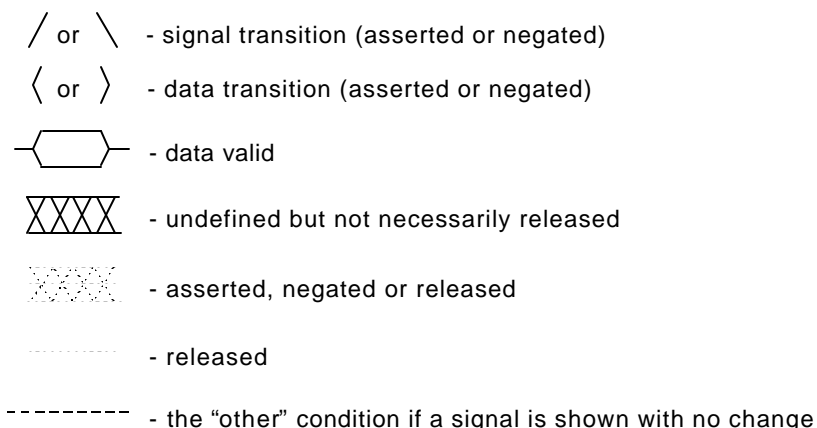 / or \ - signal transition (asserted or negated)
⟨ or ⟩ - data transition (asserted or negated)
- data valid
- undefined but not necessarily released
- asserted, negated or released
- released
- the “other” condition if a signal is shown with no change